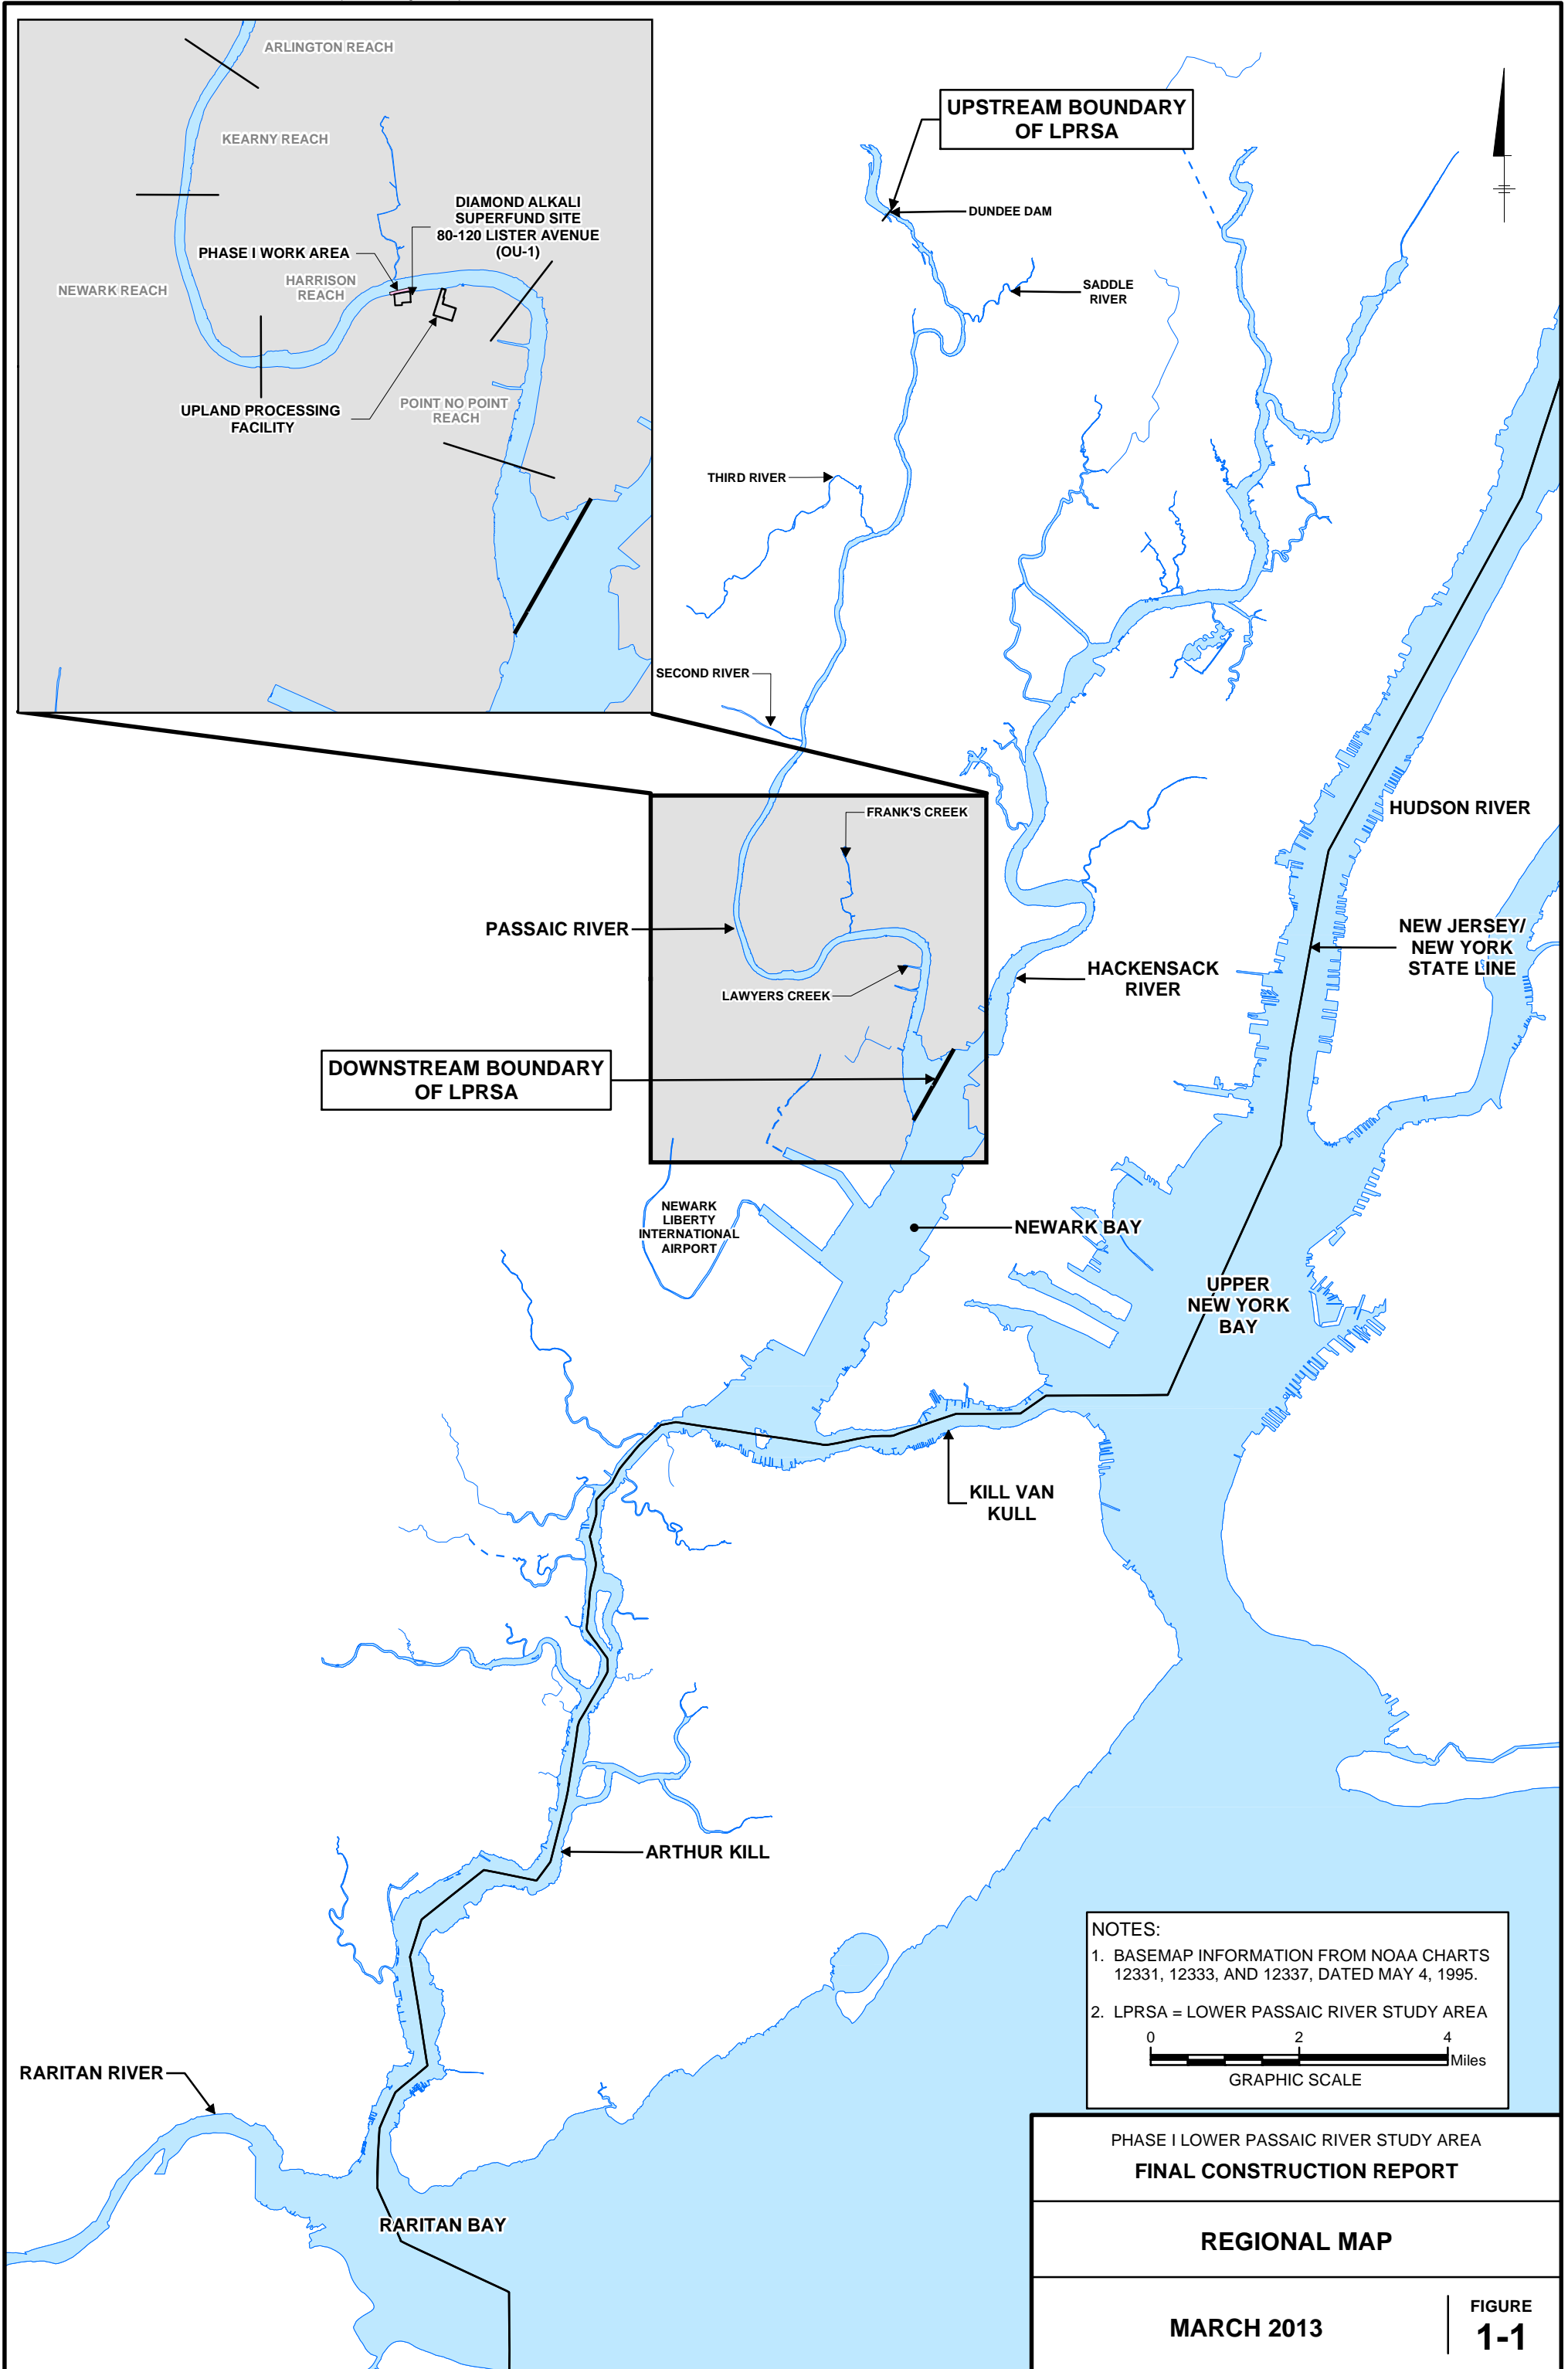 ARLINGTON REACH
KEARNY REACH
DIAMOND ALKALI
SUPERFUND SITE
80-120 LISTER AVENUE
(OU-1)
PHASE I WORK AREA
HARRISON
REACH
NEWARK REACH
POINT NO POINT
REACH
UPLAND PROCESSING
FACILITY
UPSTREAM BOUNDARY
OF LPRSA
DUNDEE DAM
SADDLE
RIVER
THIRD RIVER
SECOND RIVER
FRANK'S CREEK
HUDSON RIVER
PASSAIC RIVER
NEW JERSEY/
NEW YORK
STATE LINE
HACKENSACK
RIVER
LAWYERS CREEK
DOWNSTREAM BOUNDARY
OF LPRSA
NEWARK
LIBERTY
INTERNATIONAL
AIRPORT
NEWARK BAY
UPPER
NEW YORK
BAY
KILL VAN
KULL
ARTHUR KILL
RARITAN RIVER
RARITAN BAY
NOTES:
1. BASEMAP INFORMATION FROM NOAA CHARTS
12331, 12333, AND 12337, DATED MAY 4, 1995.
2. LPRSA = LOWER PASSAIC RIVER STUDY AREA
0 2 4
Miles
GRAPHIC SCALE
PHASE I LOWER PASSAIC RIVER STUDY AREA
FINAL CONSTRUCTION REPORT
REGIONAL MAP
MARCH 2013
FIGURE
1-1